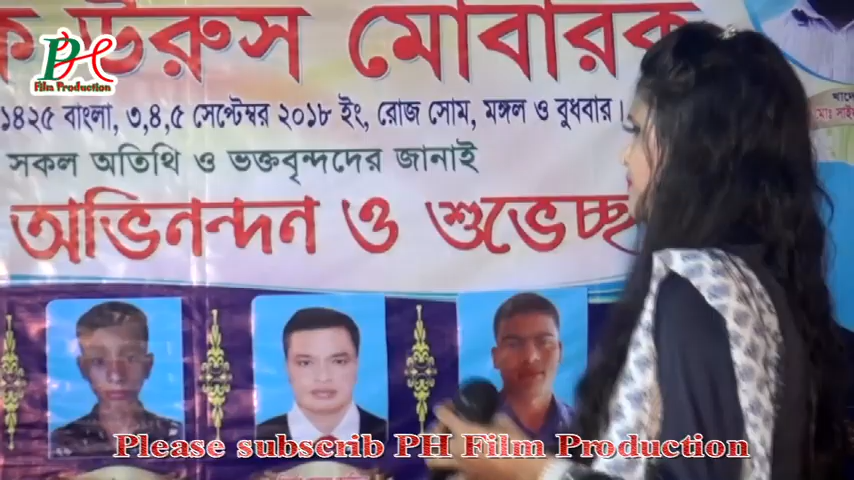 ক উরুস মোবারক
PH
Film Production
১৪২৫ বাংলা, ৩,৪,৫ সেপ্টেম্বর ২০১৮ ইং, রোজ সোম, মঙ্গল ও বুধবার।
সকল অতিথি ও ভক্তবৃন্দদের জানাই
অভিনন্দন ও শুভেচ্ছ
Please subscrib PH Film Production